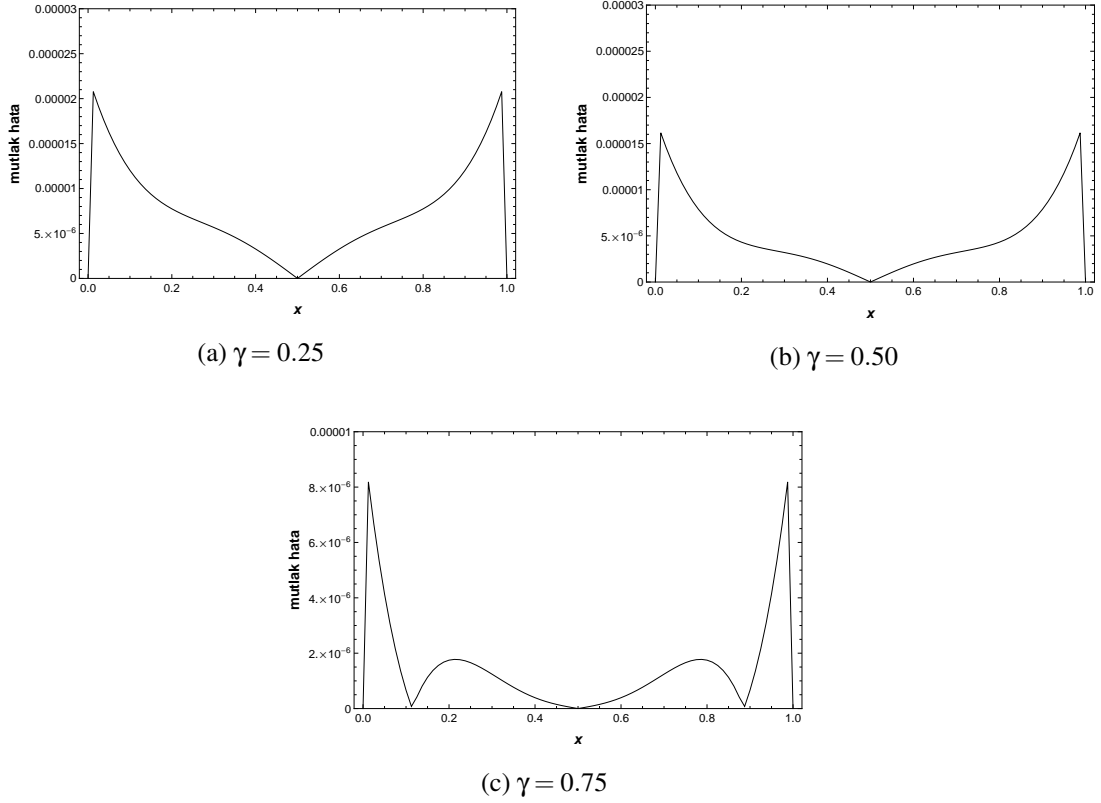 0.00003
0.000025
0.00002
0.000015
0.00001
5.×10⁻⁶
0
mutlak hata
0.0 0.2 0.4 0.6 0.8 1.0
x
(a) γ = 0.25
0.00003
0.000025
0.00002
0.000015
0.00001
5.×10⁻⁶
0
mutlak hata
0.0 0.2 0.4 0.6 0.8 1.0
x
(b) γ = 0.50
0.00001
8.×10⁻⁶
6.×10⁻⁶
4.×10⁻⁶
2.×10⁻⁶
0
mutlak hata
0.0 0.2 0.4 0.6 0.8 1.0
x
(c) γ = 0.75